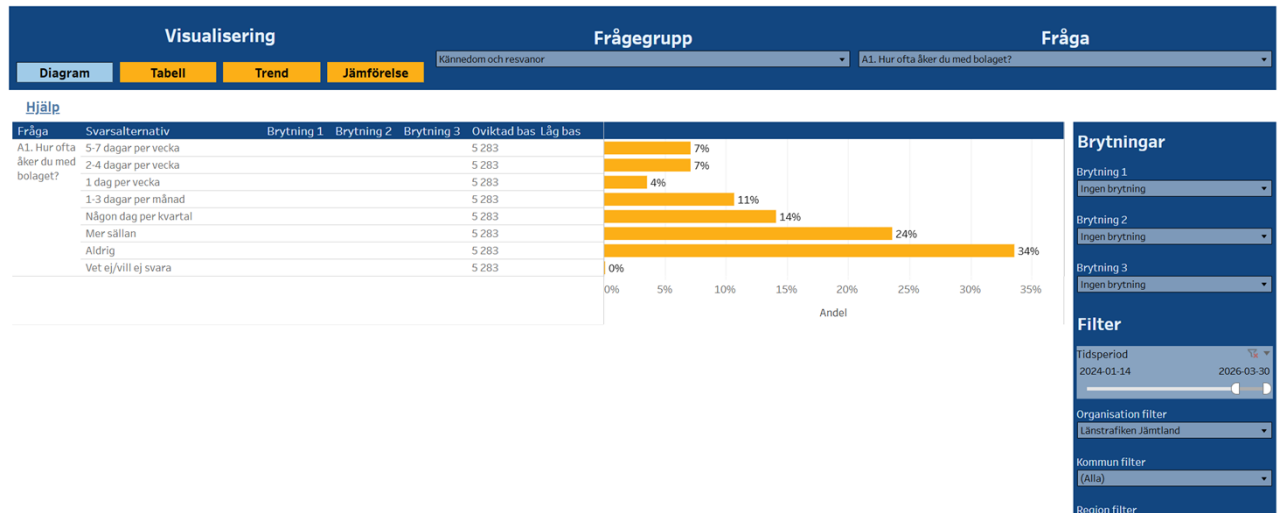 Visualisering
Frågegrupp
Fråga
Diagram
Tabell
Trend
Jämförelse
Kännedom och resvanor
A1. Hur ofta åker du med bolaget?
Hjälp
Fråga Svarsalternativ Brytning 1 Brytning 2 Brytning 3 Oviktad bas Låg bas
A1. Hur ofta
åker du med
bolaget?
5-7 dagar per vecka 5 283 7%
2-4 dagar per vecka 5 283 7%
1 dag per vecka 5 283 4%
1-3 dagar per månad 5 283 11%
Någon dag per kvartal 5 283 14%
Mer sällan 5 283 24%
Aldrig 5 283 34%
Vet ej/vill ej svara 5 283 0%
0% 5% 10% 15% 20% 25% 30% 35%
Andel
Brytningar
Brytning 1
Ingen brytning
Brytning 2
Ingen brytning
Brytning 3
Ingen brytning
Filter
Tidsperiod
2024-01-14 2026-03-30
Organisation filter
Länstrafiken Jämtland
Kommun filter
(Alla)
Region filter